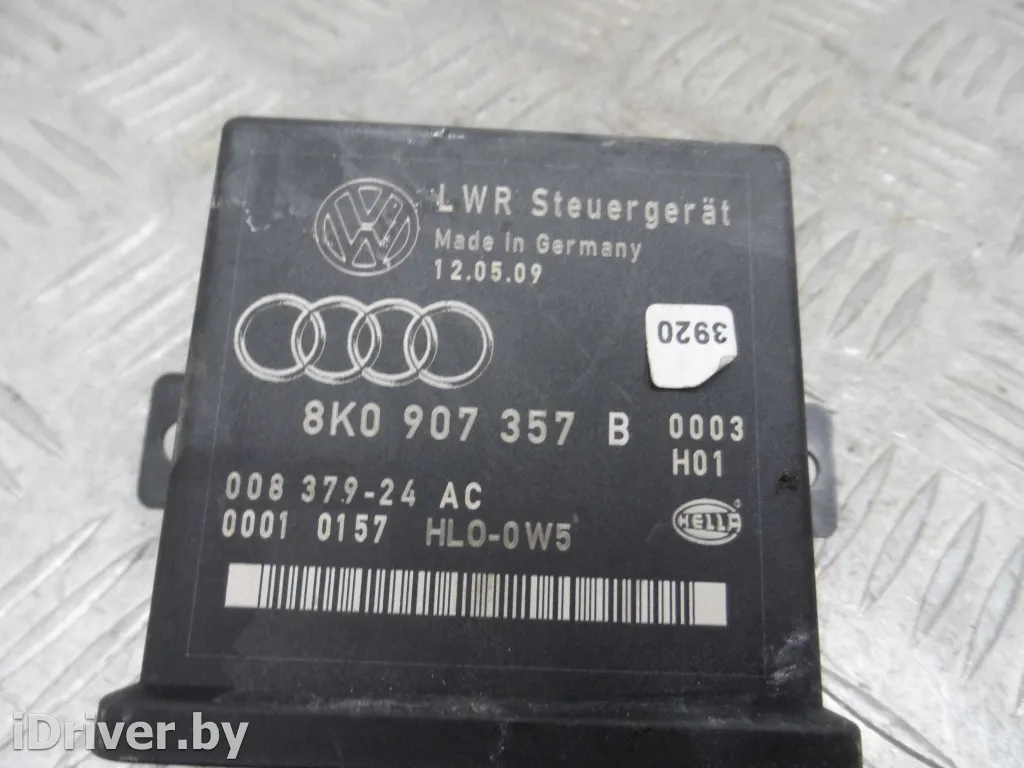 LWR Steuergerät
Made in Germany
12.05.09
3920
8K0 907 357 B 0003
H01
008 379-24 AC
0001 0157 HLO-0W5
HELLA
iDriver.by